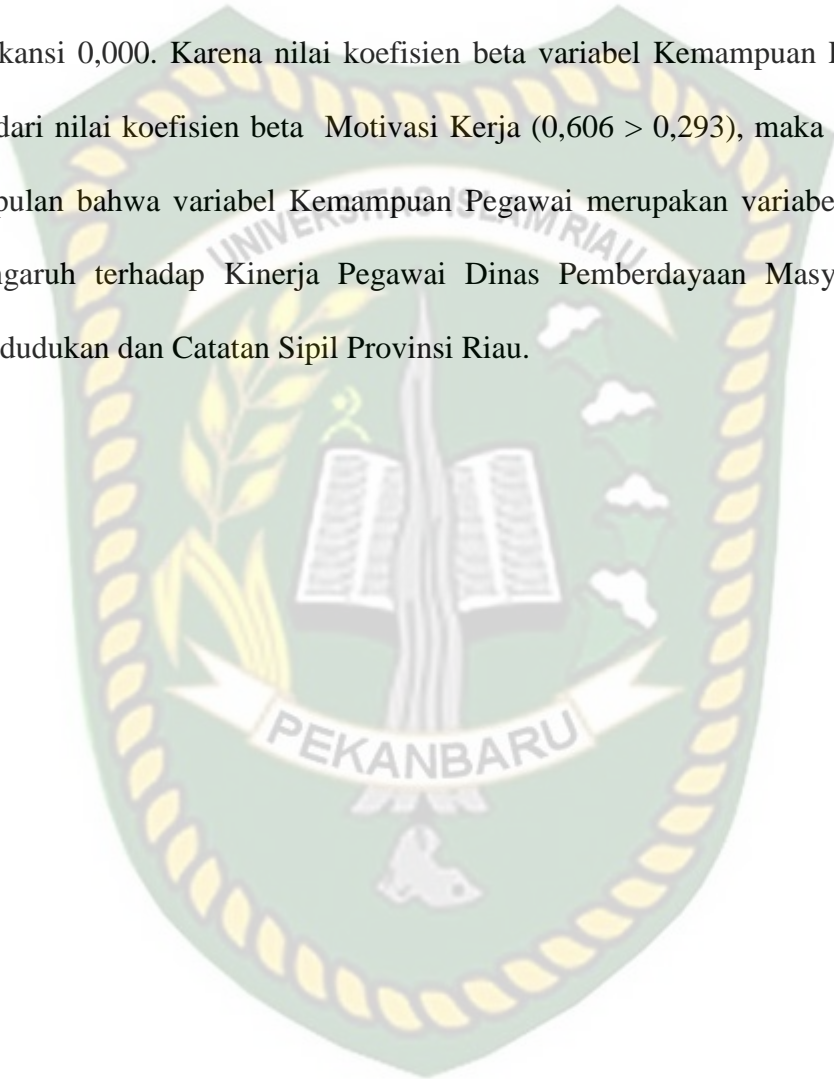 kansi 0,000. Karena nilai koefisien beta variabel Kemampuan
dari nilai koefisien beta Motivasi Kerja (0,606 > 0,293), maka
pulan bahwa variabel Kemampuan Pegawai merupakan variabe
ngaruh terhadap Kinerja Pegawai Dinas Pemberdayaan Masy
dudukan dan Catatan Sipil Provinsi Riau.
UNIVERSITAS ISLAM RIAU
PEKANBARU